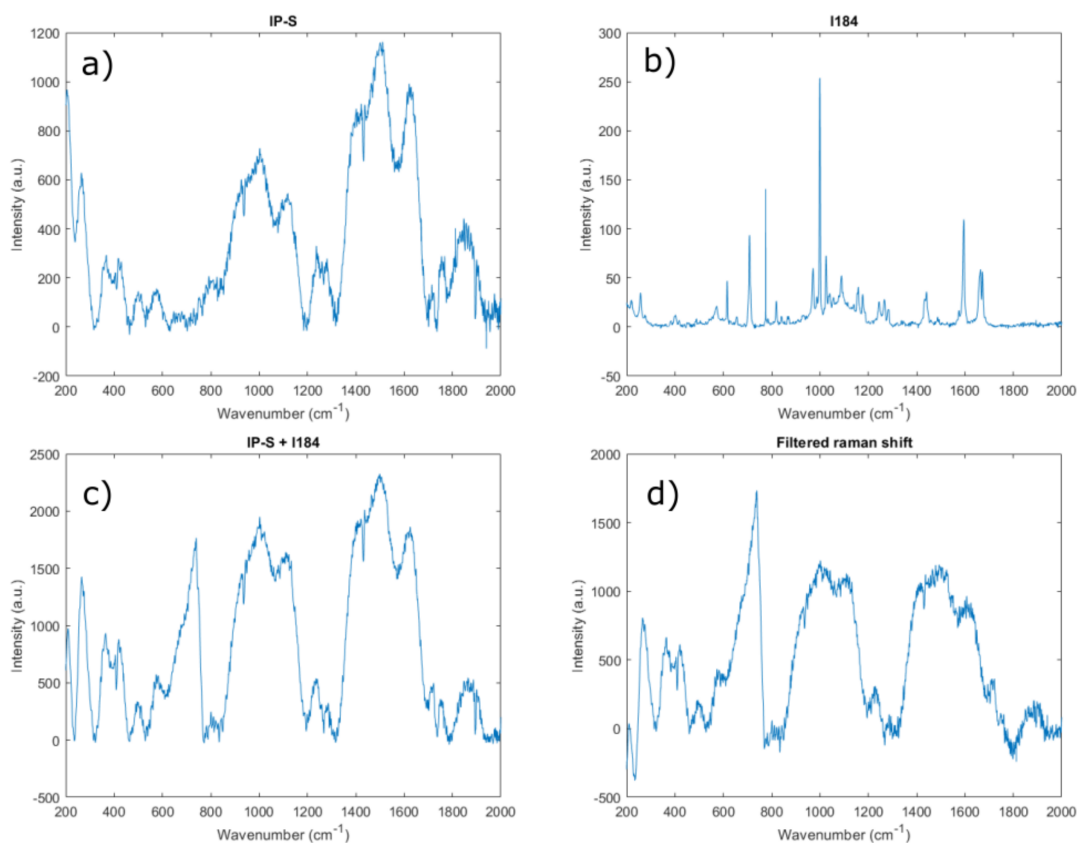 IP-S
a)
1200
1000
800
600
400
200
0
-200
Intensity (a.u.)
200 400 600 800 1000 1200 1400 1600 1800 2000
Wavenumber (cm⁻¹)
I184
b)
300
250
200
150
100
50
0
-50
Intensity (a.u.)
200 400 600 800 1000 1200 1400 1600 1800 2000
Wavenumber (cm⁻¹)
IP-S + I184
c)
2500
2000
1500
1000
500
0
-500
Intensity (a.u.)
200 400 600 800 1000 1200 1400 1600 1800 2000
Wavenumber (cm⁻¹)
Filtered raman shift
d)
2000
1500
1000
500
0
-500
Intensity (a.u.)
200 400 600 800 1000 1200 1400 1600 1800 2000
Wavenumber (cm⁻¹)